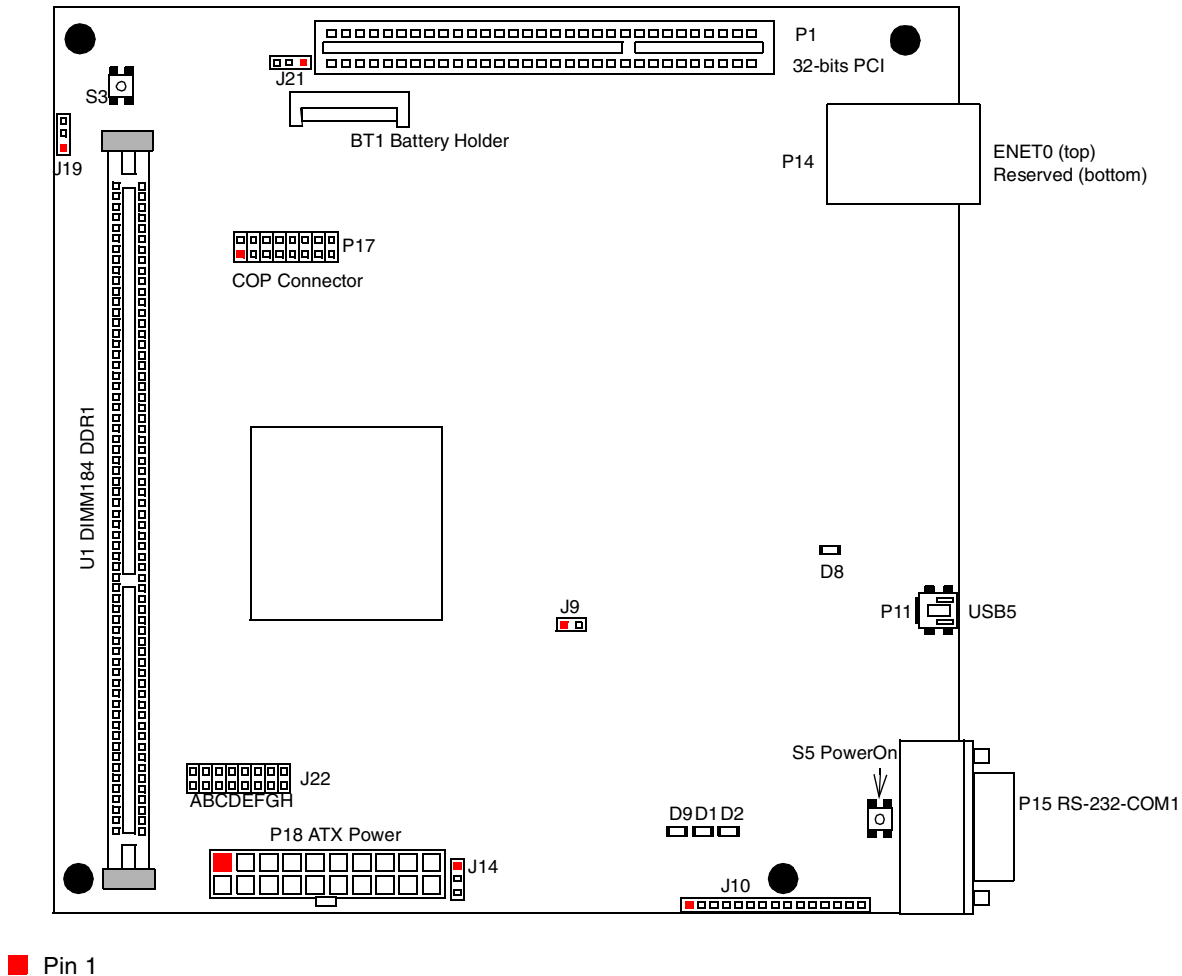 P1
32-bits PCI
J21
S3
BT1 Battery Holder
P14
ENET0 (top)
Reserved (bottom)
J19
P17
COP Connector
U1 DIMM184 DDR1
D8
J9
P11
USB5
S5 PowerOn
J22
ABCDEFGH
P15 RS-232-COM1
D9 D1 D2
P18 ATX Power
J14
J10
Pin 1